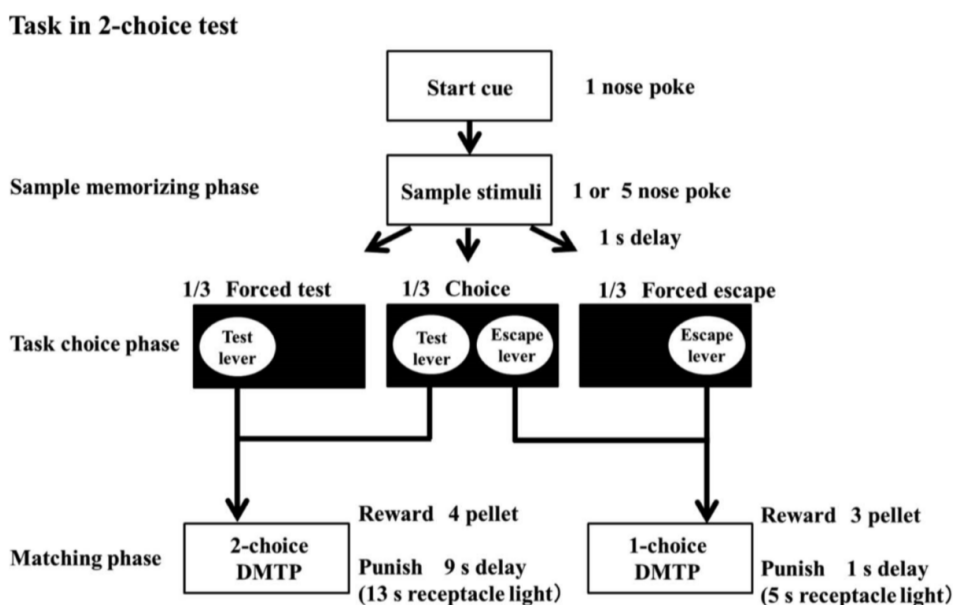 Task in 2-choice test
Start cue
1 nose poke
Sample memorizing phase
Sample stimuli
1 or 5 nose poke
1 s delay
1/3 Forced test
1/3 Choice
1/3 Forced escape
Task choice phase
Test
lever
Test
lever
Escape
lever
Escape
lever
Matching phase
2-choice
DMTP
Reward 4 pellet
Punish 9 s delay
(13 s receptacle light)
1-choice
DMTP
Reward 3 pellet
Punish 1 s delay
(5 s receptacle light)